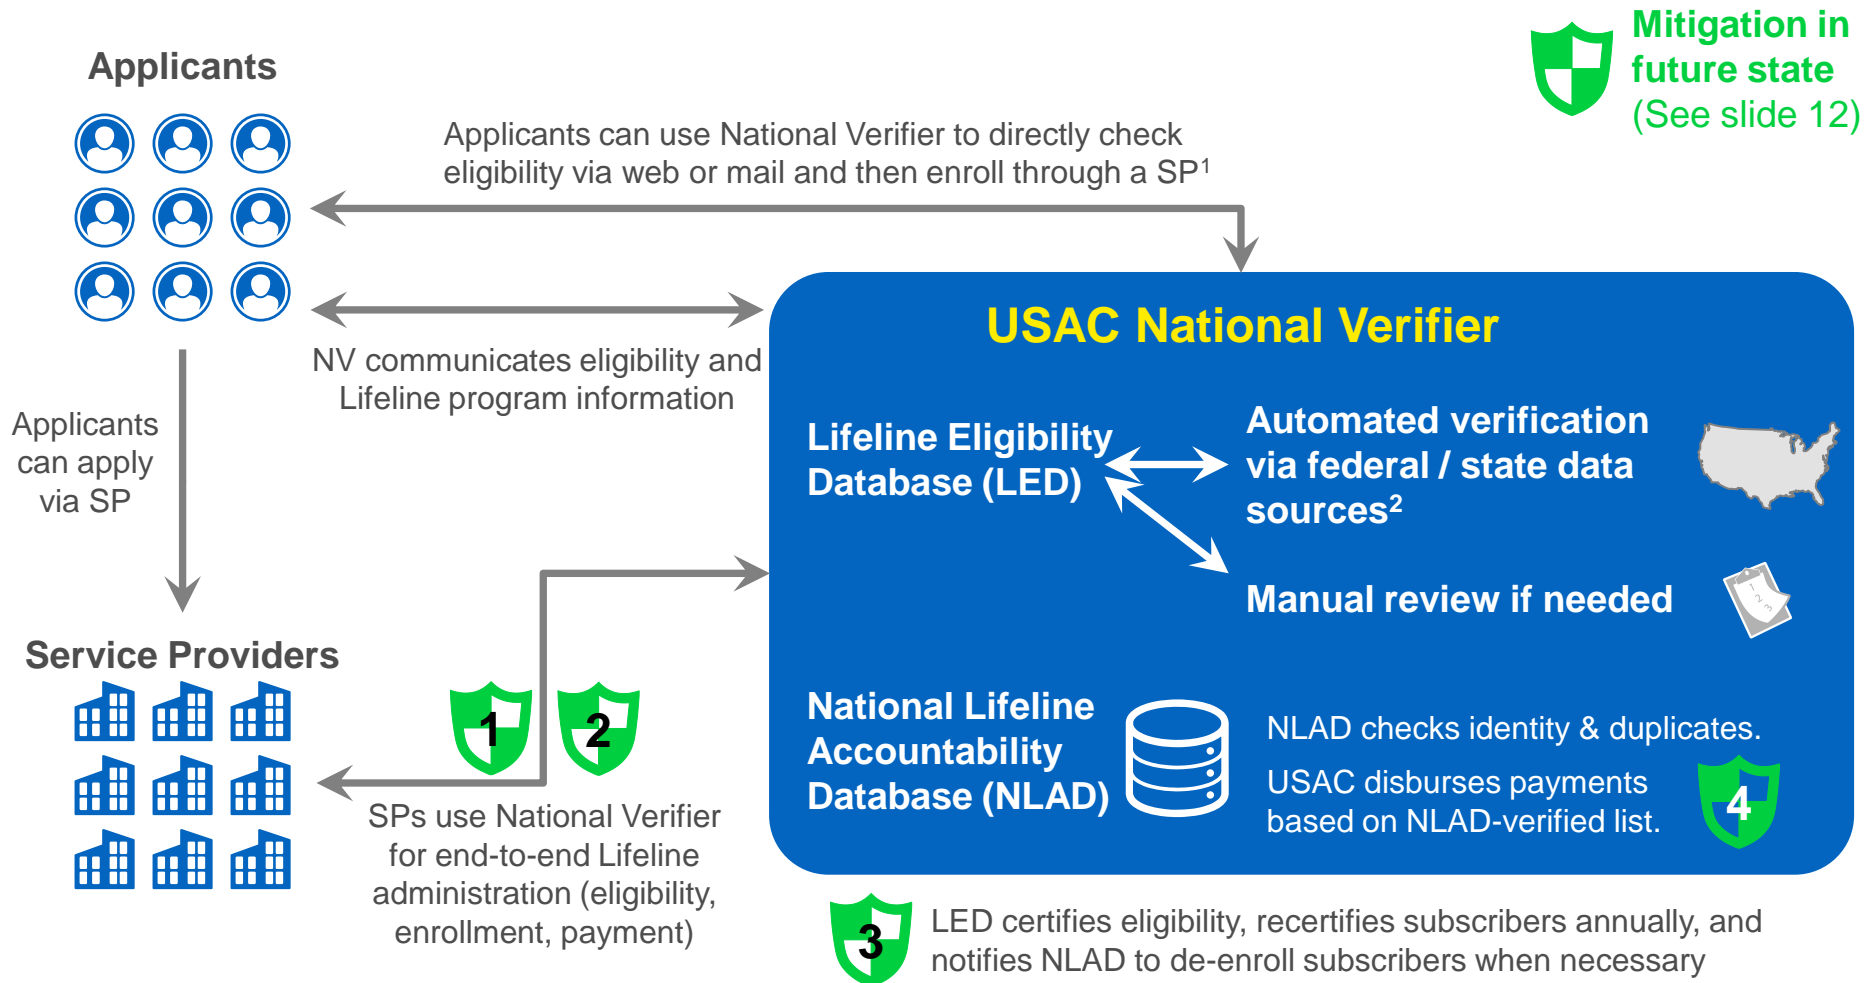 Mitigation in
future state
(See slide 12)
Applicants
Applicants can use National Verifier to directly check
eligibility via web or mail and then enroll through a SP¹
NV communicates eligibility and
Lifeline program information
Applicants
can apply
via SP
USAC National Verifier
Lifeline Eligibility
Database (LED)
Automated verification
via federal / state data
sources²
Manual review if needed
1
2
3
Service Providers
1
2
SPs use National Verifier
for end-to-end Lifeline
administration (eligibility,
enrollment, payment)
National Lifeline
Accountability
Database (NLAD)
NLAD checks identity & duplicates.
USAC disburses payments
based on NLAD-verified list.
4
3
LED certifies eligibility, recertifies subscribers annually, and
notifies NLAD to de-enroll subscribers when necessary